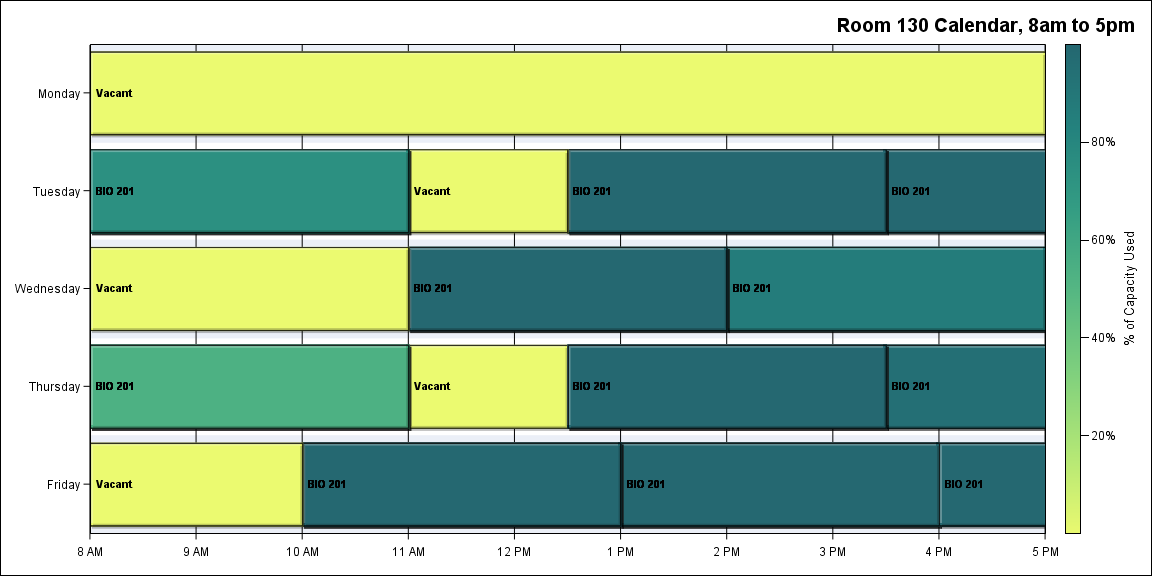 Room 130 Calendar, 8am to 5pm
Monday
Vacant
Tuesday
BIO 201
Vacant
BIO 201
BIO 201
Wednesday
Vacant
BIO 201
BIO 201
Thursday
BIO 201
Vacant
BIO 201
BIO 201
Friday
Vacant
BIO 201
BIO 201
BIO 201
8 AM
9 AM
10 AM
11 AM
12 PM
1 PM
2 PM
3 PM
4 PM
5 PM
80%
60%
40%
20%
% of Capacity Used